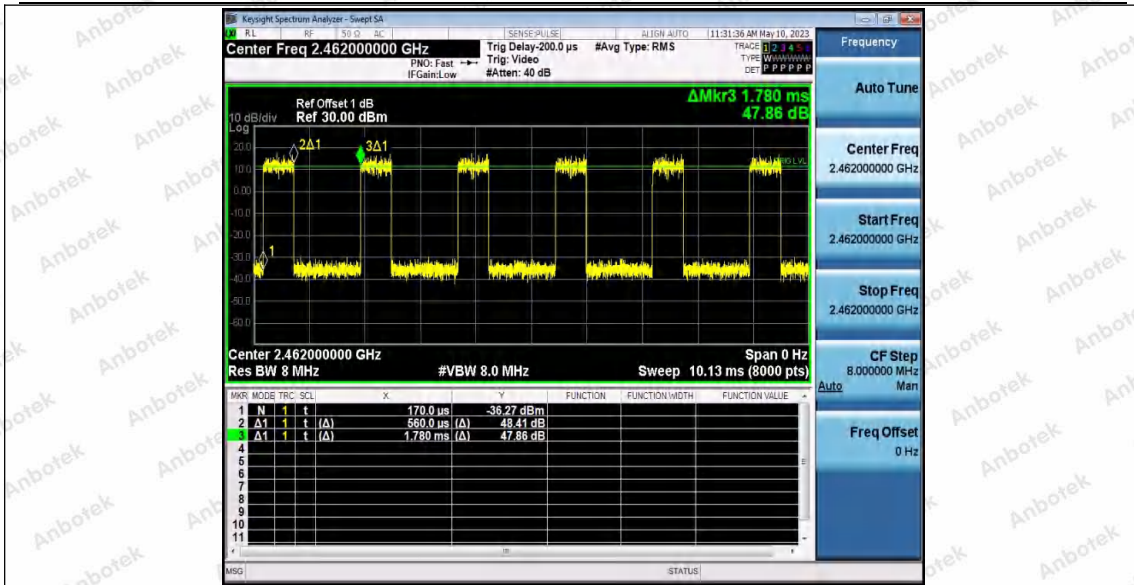 Keysight Spectrum Analyzer - Swept SA
RL RF 50 Ω AC SENSE:PULSE ALIGN AUTO 11:31:36 AM May 10, 2023
Center Freq 2.462000000 GHz
PNO: Fast
IFGain:Low
Trig Delay-200.0 µs
Trig: Video
#Atten: 40 dB
#Avg Type: RMS
TRACE 1 2 3 4 5 6
TYPE W
DET P P P P P P
Frequency
ΔMkr3 1.780 ms
47.86 dB
Ref Offset 1 dB
10 dB/div Ref 30.00 dBm
Log
20.0
10.0
0.00
-10.0
-20.0
-30.0
-40.0
-50.0
-60.0
2Δ1
3Δ1
1
TRIG LVL
Center 2.462000000 GHz Span 0 Hz
Res BW 8 MHz #VBW 8.0 MHz Sweep 10.13 ms (8000 pts)
MKR MODE TRC SCL X Y FUNCTION FUNCTION WIDTH FUNCTION VALUE
1 N 1 t 170.0 µs -36.27 dBm
2 Δ1 1 t (Δ) 560.0 µs (Δ) 48.41 dB
3 Δ1 1 t (Δ) 1.780 ms (Δ) 47.86 dB
4
5
6
7
8
9
10
11
MSG STATUS
Auto Tune
Center Freq
2.462000000 GHz
Start Freq
2.462000000 GHz
Stop Freq
2.462000000 GHz
CF Step
8.000000 MHz
Auto Man
Freq Offset
0 Hz
Anbotek